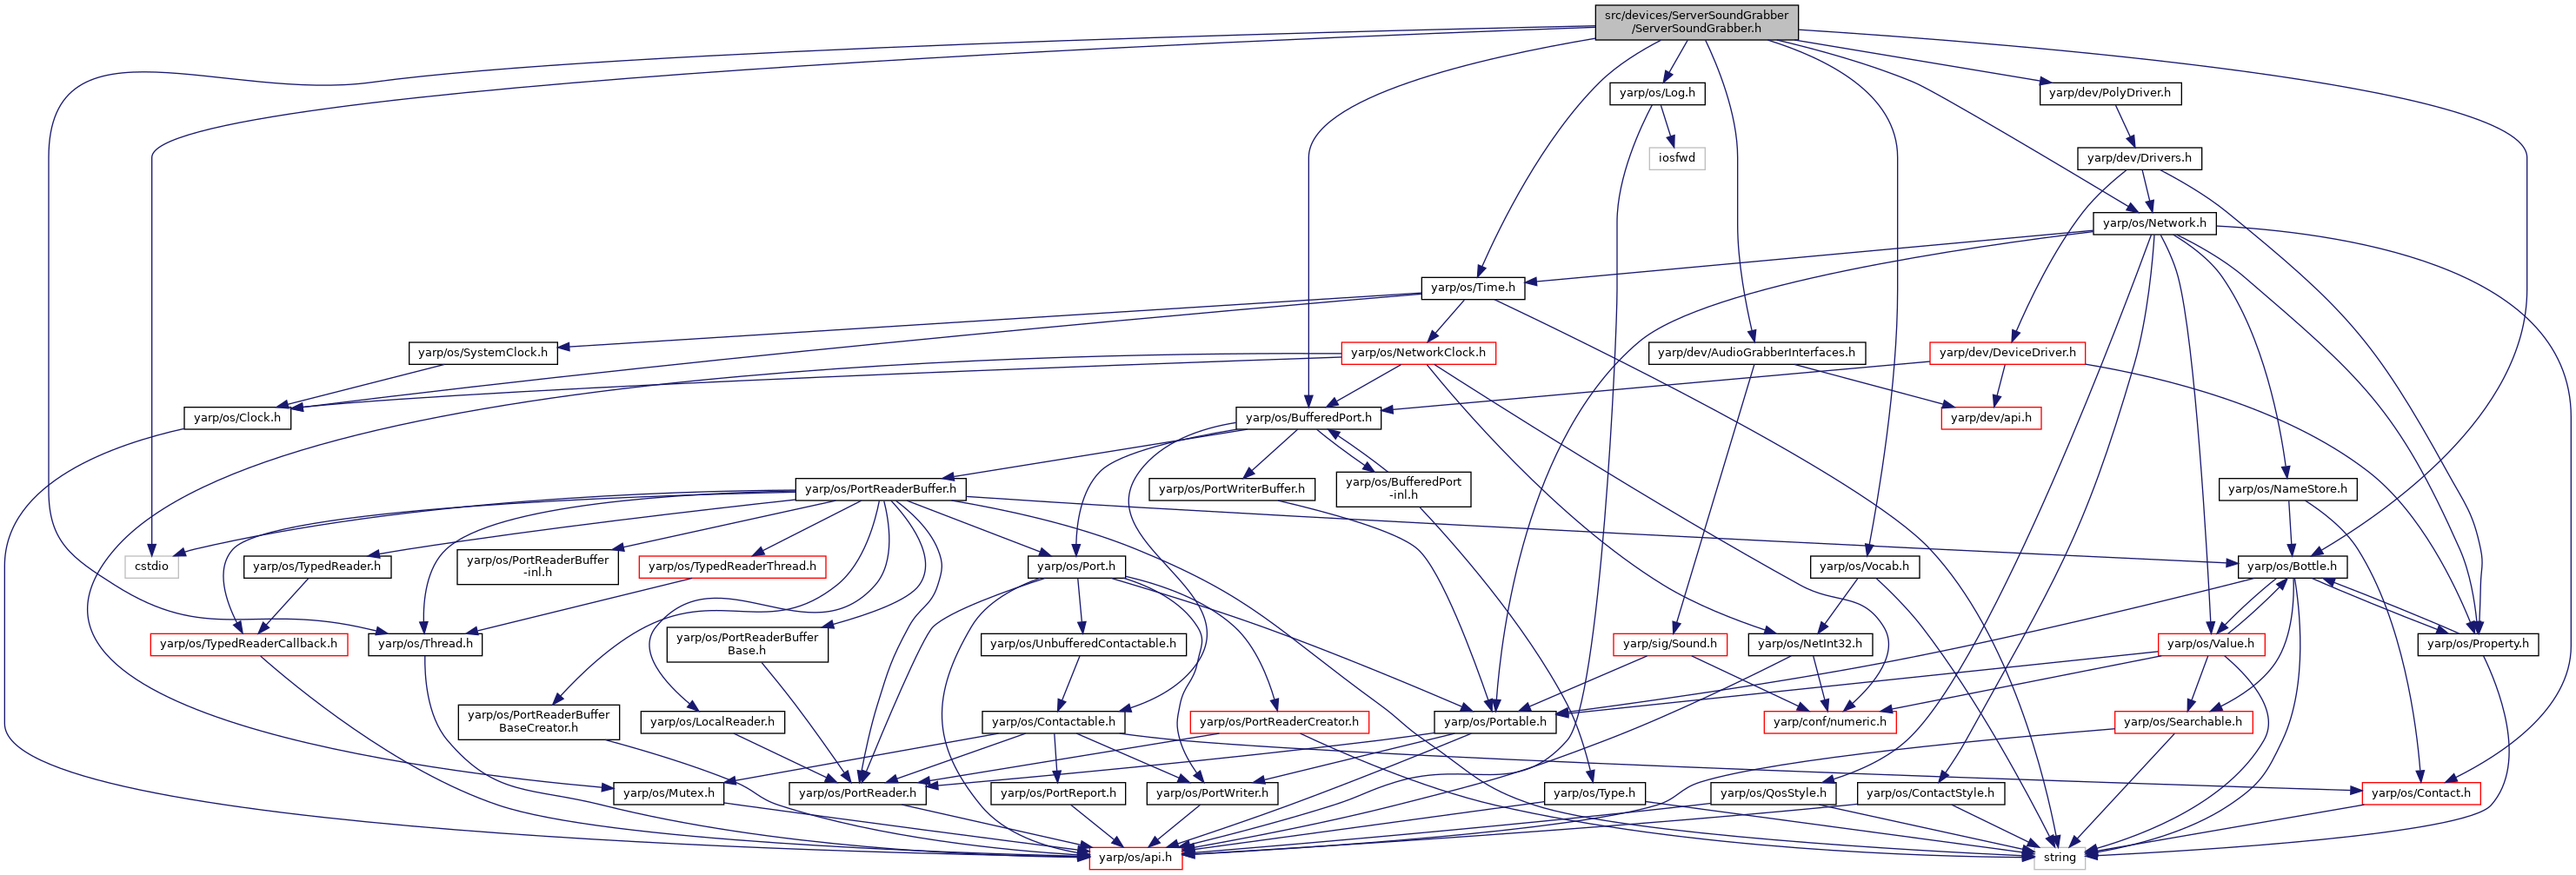 src/devices/ServerSoundGrabber
/ServerSoundGrabber.h
yarp/os/Log.h
yarp/dev/PolyDriver.h
iosfwd
yarp/dev/Drivers.h
yarp/os/Network.h
yarp/os/Time.h
yarp/os/SystemClock.h
yarp/os/NetworkClock.h
yarp/dev/AudioGrabberInterfaces.h
yarp/dev/DeviceDriver.h
yarp/os/Clock.h
yarp/os/BufferedPort.h
yarp/dev/api.h
yarp/os/PortReaderBuffer.h
yarp/os/PortWriterBuffer.h
yarp/os/BufferedPort
-inl.h
yarp/os/NameStore.h
cstdio
yarp/os/TypedReader.h
yarp/os/PortReaderBuffer
-inl.h
yarp/os/TypedReaderThread.h
yarp/os/Port.h
yarp/os/Vocab.h
yarp/os/Bottle.h
yarp/os/TypedReaderCallback.h
yarp/os/Thread.h
yarp/os/PortReaderBuffer
Base.h
yarp/os/UnbufferedContactable.h
yarp/sig/Sound.h
yarp/os/NetInt32.h
yarp/os/Value.h
yarp/os/Property.h
yarp/os/PortReaderBuffer
BaseCreator.h
yarp/os/LocalReader.h
yarp/os/Contactable.h
yarp/os/PortReaderCreator.h
yarp/os/Portable.h
yarp/conf/numeric.h
yarp/os/Searchable.h
yarp/os/Mutex.h
yarp/os/PortReader.h
yarp/os/PortReport.h
yarp/os/PortWriter.h
yarp/os/Type.h
yarp/os/QosStyle.h
yarp/os/ContactStyle.h
yarp/os/Contact.h
yarp/os/api.h
string